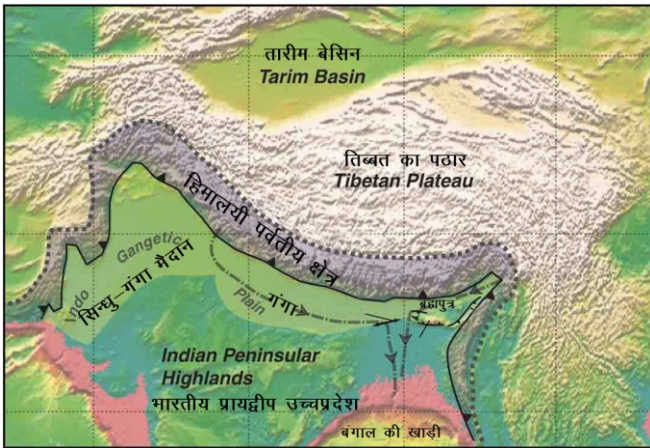 तारीम बेसिन
Tarim Basin
तिब्बत का पठार
Tibetan Plateau
हिमालयी पर्वतीय क्षेत्र
Indo Gangetic Plain
सिन्धु-गंगा मैदान
गंगा
ब्रह्मपुत्र
Indian Peninsular
Highlands
भारतीय प्रायद्वीप उच्चप्रदेश
बंगाल की खाड़ी